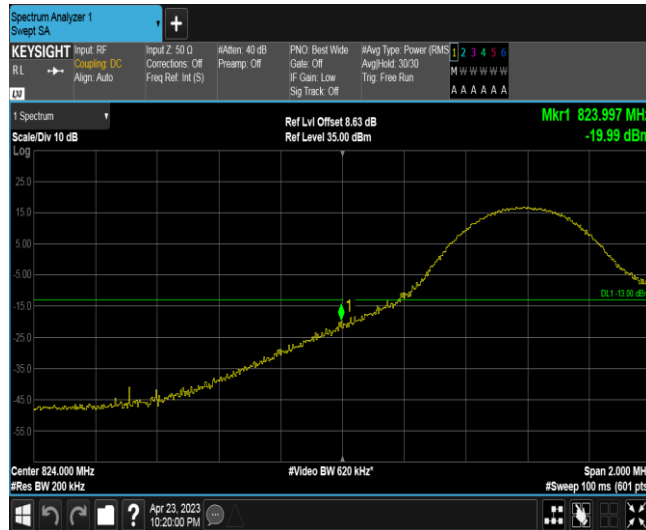 Spectrum Analyzer 1
Swept SA
+
KEYSIGHT
RL
LXI
Input: RF
Coupling: DC
Align: Auto
Input Z: 50 Ω
Corrections: Off
Freq Ref: Int (S)
#Atten: 40 dB
Preamp: Off
PNO: Best Wide
Gate: Off
IF Gain: Low
Sig Track: Off
#Avg Type: Power (RMS
Avg|Hold: 30/30
Trig: Free Run
1 2 3 4 5 6
M W W W W W
A A A A A A
1 Spectrum
Scale/Div 10 dB
Log
Ref Lvl Offset 8.63 dB
Ref Level 35.00 dBm
Mkr1 823.997 MHz
-19.99 dBm
25.0
15.0
5.00
-5.00
-15.0
-25.0
-35.0
-45.0
-55.0
DL1 -13.00 dBm
1
Center 824.000 MHz
#Res BW 200 kHz
#Video BW 620 kHz*
Span 2.000 MHz
#Sweep 100 ms (601 pts
?
Apr 23, 2023
10:20:00 PM